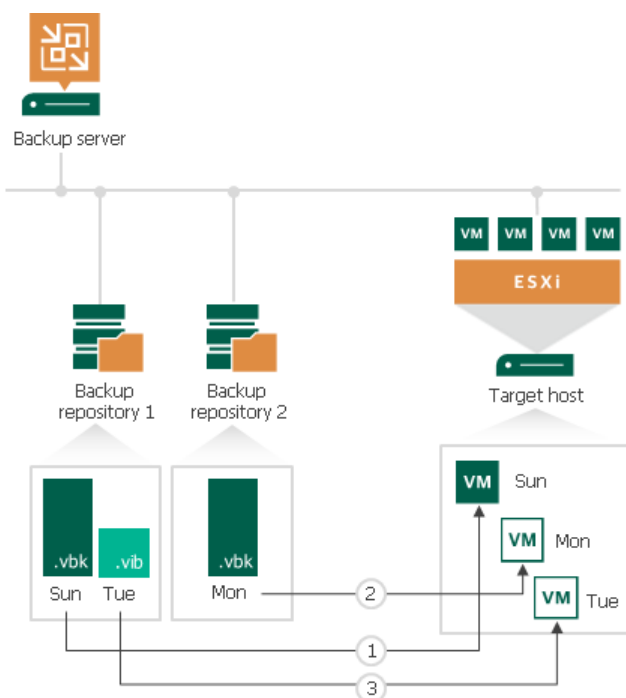 Backup server
VM VM VM VM
ESXi
Backup
repository 1
Backup
repository 2
Target host
.vbk .vib
Sun Tue
.vbk
Mon
VM Sun
VM Mon
VM Tue
2
1
3